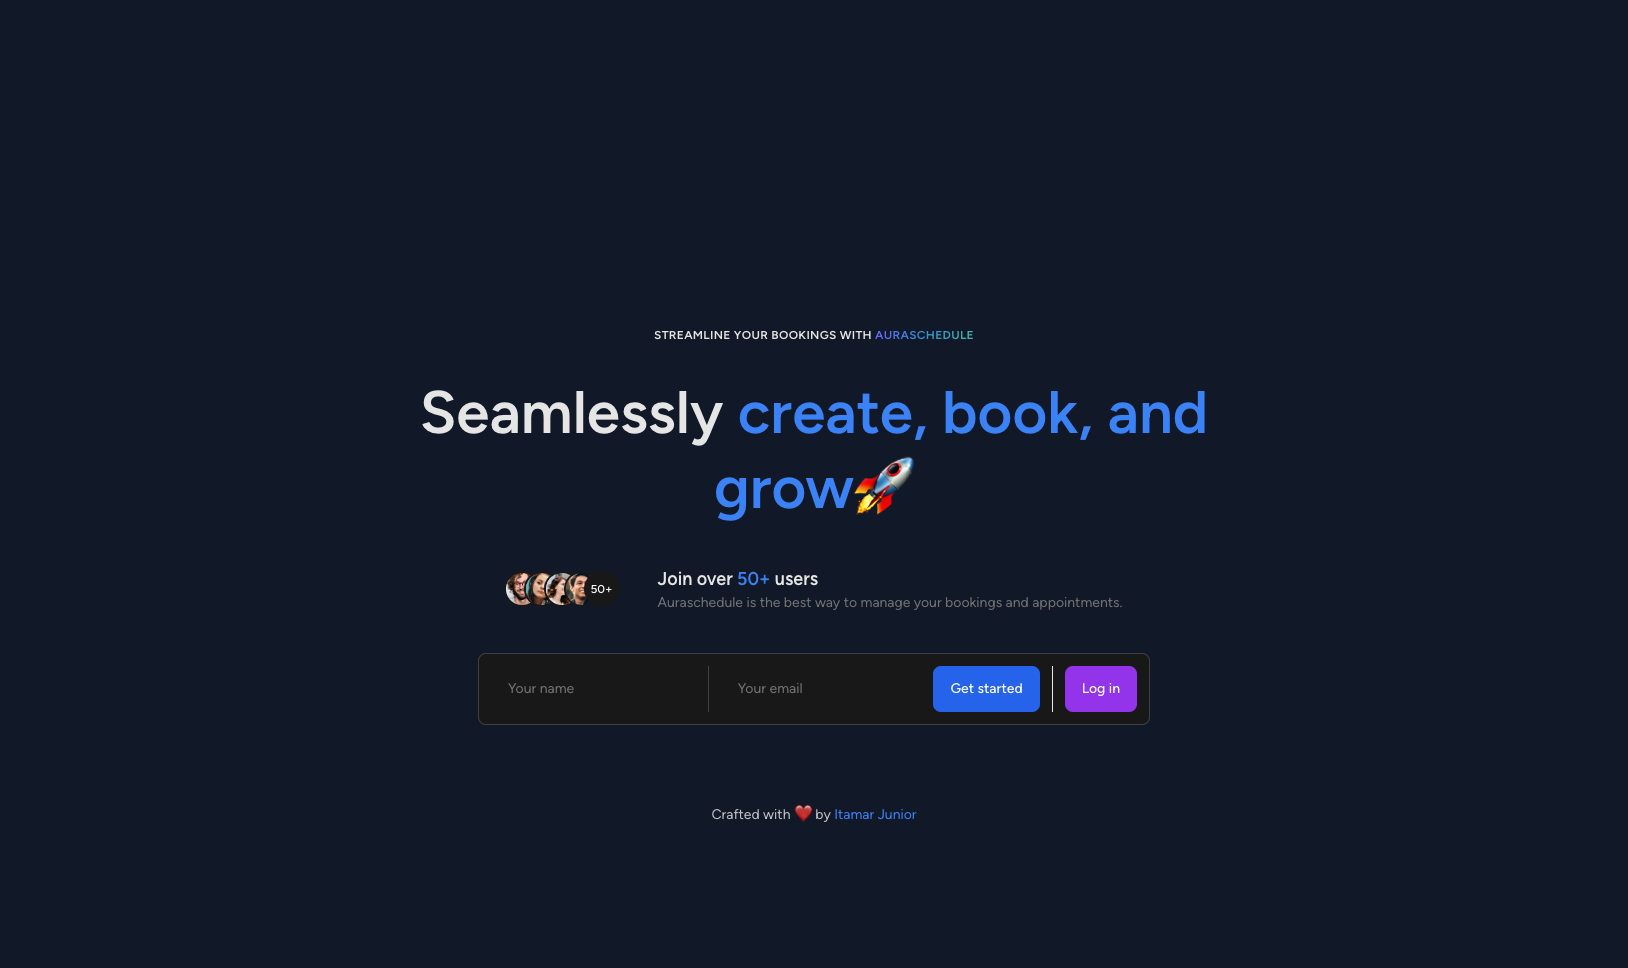 STREAMLINE YOUR BOOKINGS WITH AURASCHEDULE
Seamlessly create, book, and
grow🚀
50+
Join over 50+ users
Auraschedule is the best way to manage your bookings and appointments.
Your name
Your email
Get started
Log in
Crafted with ❤️ by Itamar Junior